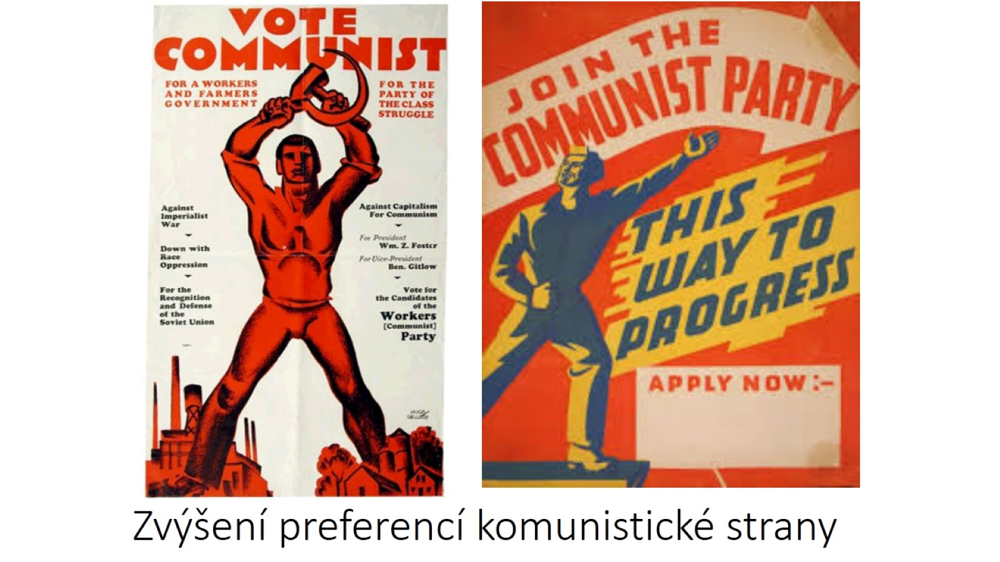 VOTE
COMMUNIST
FOR A WORKERS
AND FARMERS
GOVERNMENT
FOR THE
PARTY OF
THE CLASS
STRUGGLE
Against
Imperialist
War
Down with
Race
Oppression
For the
Recognition
and Defense
of the
Soviet Union
Against Capitalism
For Communism
For President
Wm. Z. Foster
For Vice-President
Ben. Gitlow
Vote for
the Candidates
of the
Workers
(Communist)
Party
HUGO
GELLERT
JOIN THE
COMMUNIST PARTY
THIS
WAY TO
PROGRESS
APPLY NOW:-
Zvýšení preferencí komunistické strany